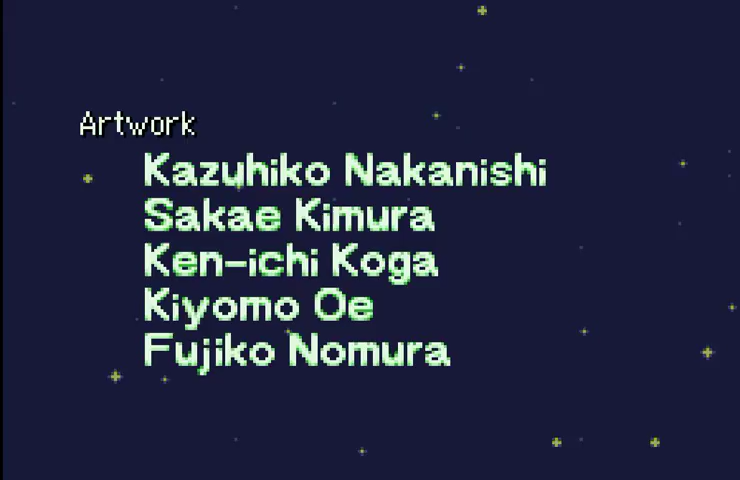 Artwork
Kazuhiko Nakanishi
Sakae Kimura
Ken-ichi Koga
Kiyomo Oe
Fujiko Nomura